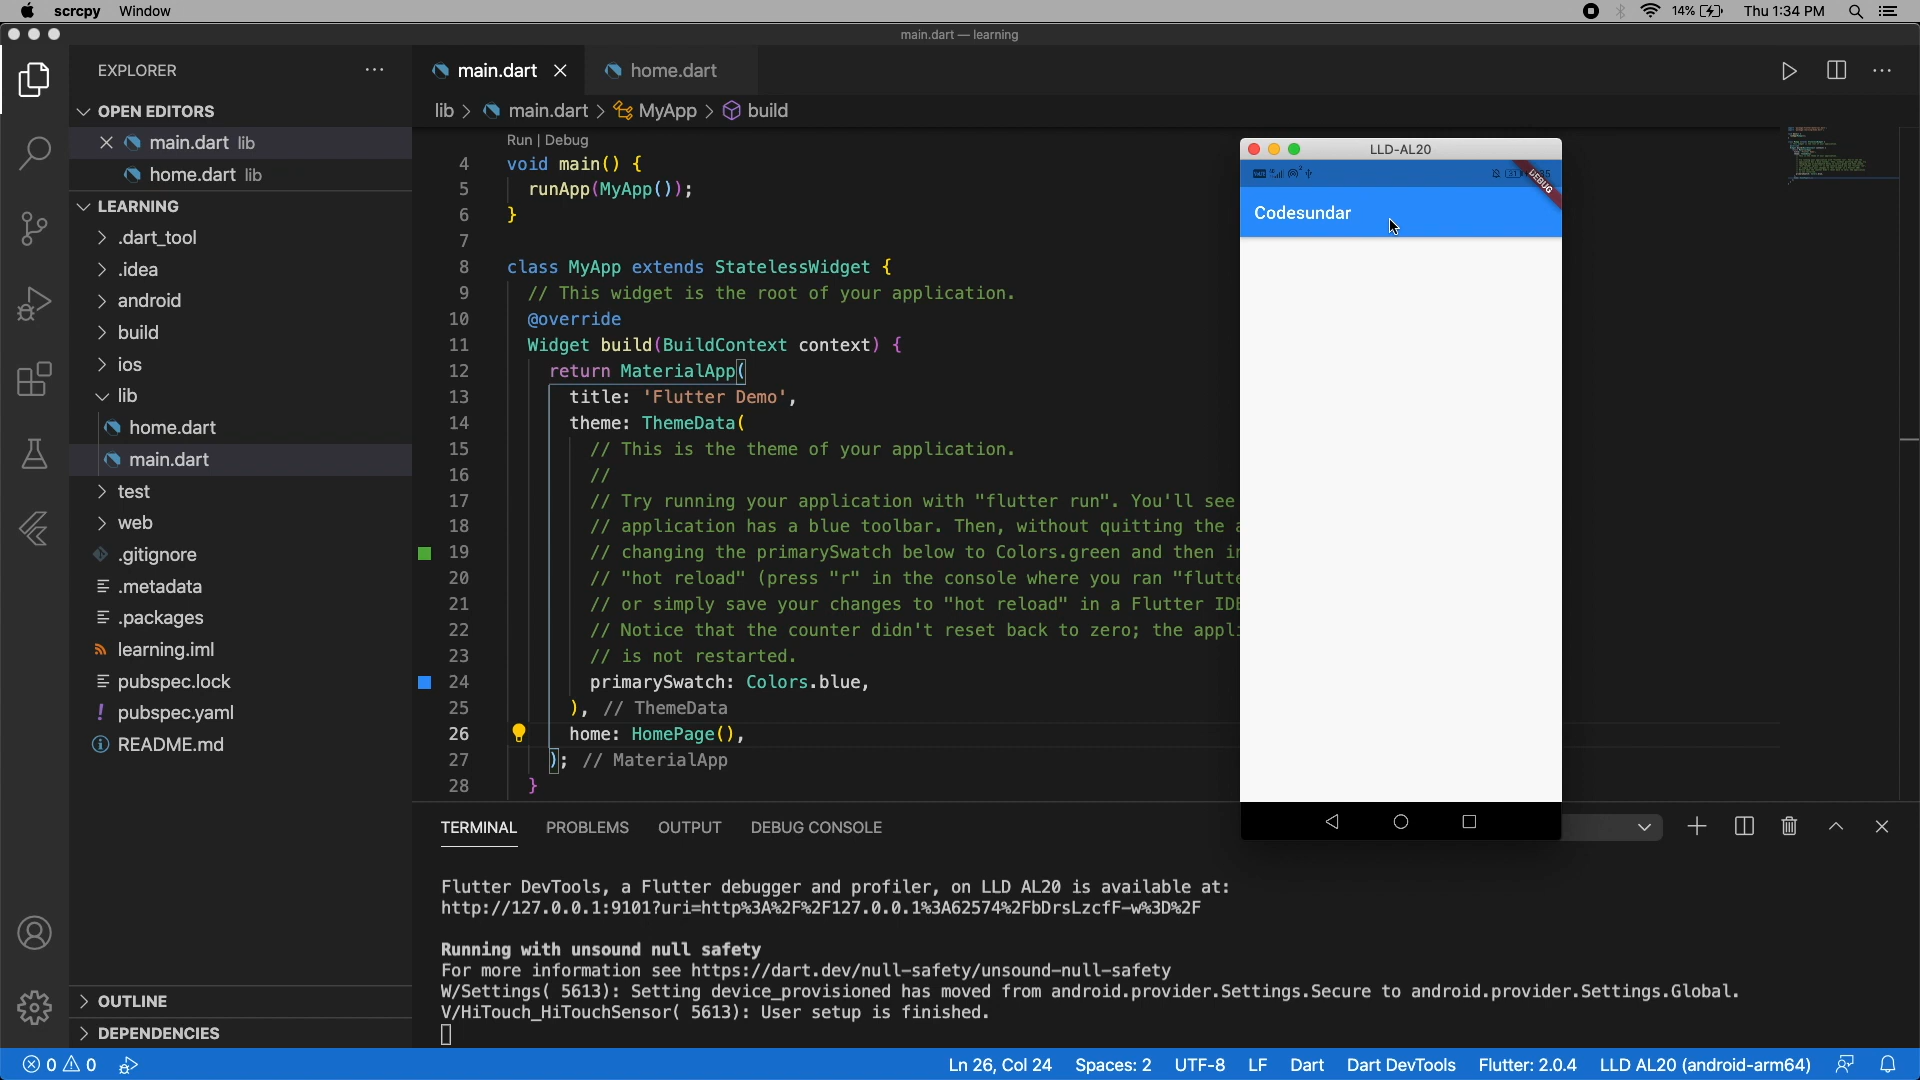 scrcpy Window
14% Thu 1:34 PM
main.dart — learning
EXPLORER
OPEN EDITORS
main.dart lib
home.dart lib
LEARNING
.dart_tool
.idea
android
build
ios
lib
home.dart
main.dart
test
web
.gitignore
.metadata
.packages
learning.iml
pubspec.lock
pubspec.yaml
README.md
OUTLINE
DEPENDENCIES
main.dart home.dart
lib > main.dart > MyApp > build
Run | Debug
4 void main() {
5 runApp(MyApp());
6 }
7
8 class MyApp extends StatelessWidget {
9 // This widget is the root of your application.
10 @override
11 Widget build(BuildContext context) {
12 return MaterialApp(
13 title: 'Flutter Demo',
14 theme: ThemeData(
15 // This is the theme of your application.
16 //
17 // Try running your application with "flutter run". You'll see
18 // application has a blue toolbar. Then, without quitting the
19 // changing the primarySwatch below to Colors.green and then
20 // "hot reload" (press "r" in the console where you ran
21 // or simply save your changes to "hot reload" in a Flutter
22 // Notice that the counter didn't reset back to zero; the
23 // is not restarted.
24 primarySwatch: Colors.blue,
25 ), // ThemeData
26 home: HomePage(),
27 ); // MaterialApp
28 }
LLD-AL20
DEBUG
Codesundar
TERMINAL PROBLEMS OUTPUT DEBUG CONSOLE
Flutter DevTools, a Flutter debugger and profiler, on LLD AL20 is available at:
http://127.0.0.1:9101?uri=http%3A%2F%2F127.0.0.1%3A62574%2FbDrsLzcfF-w%3D%2F
Running with unsound null safety
For more information see https://dart.dev/null-safety/unsound-null-safety
W/Settings( 5613): Setting device_provisioned has moved from android.provider.Settings.Secure to android.provider.Settings.Global.
V/HiTouch_HiTouchSensor( 5613): User setup is finished.
0 0 Ln 26, Col 24 Spaces: 2 UTF-8 LF Dart Dart DevTools Flutter: 2.0.4 LLD AL20 (android-arm64)